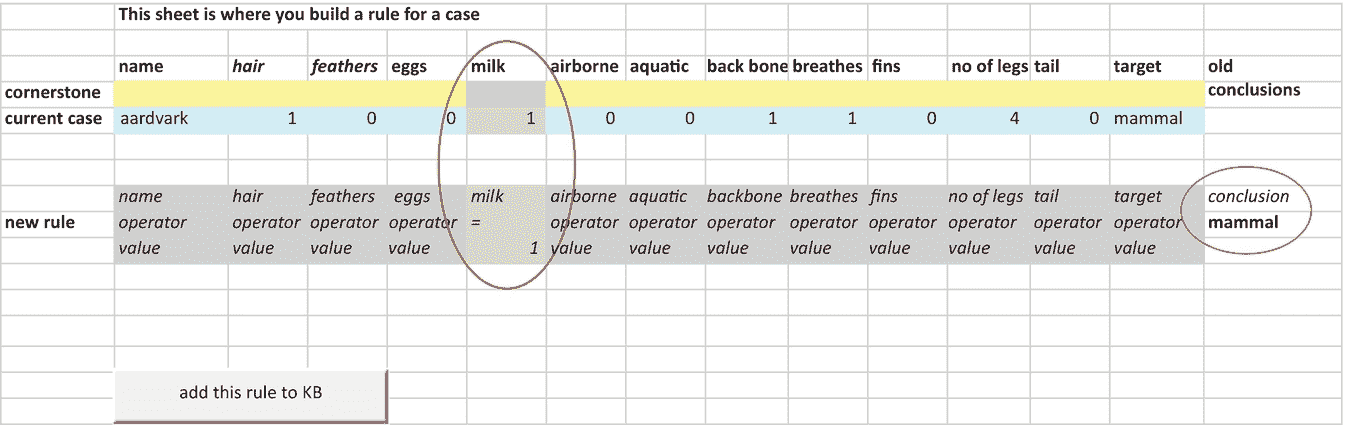 This sheet is where you build a rule for a case
name hair feathers eggs milk airborne aquatic back bone breathes fins no of legs tail target old
cornerstone conclusions
current case aardvark 1 0 0 1 0 0 1 1 0 4 0 mammal
name hair feathers eggs milk airborne aquatic backbone breathes fins no of legs tail target conclusion
new rule operator operator operator operator = operator operator operator operator operator operator operator operator mammal
value value value value 1 value value value value value value value value
add this rule to KB